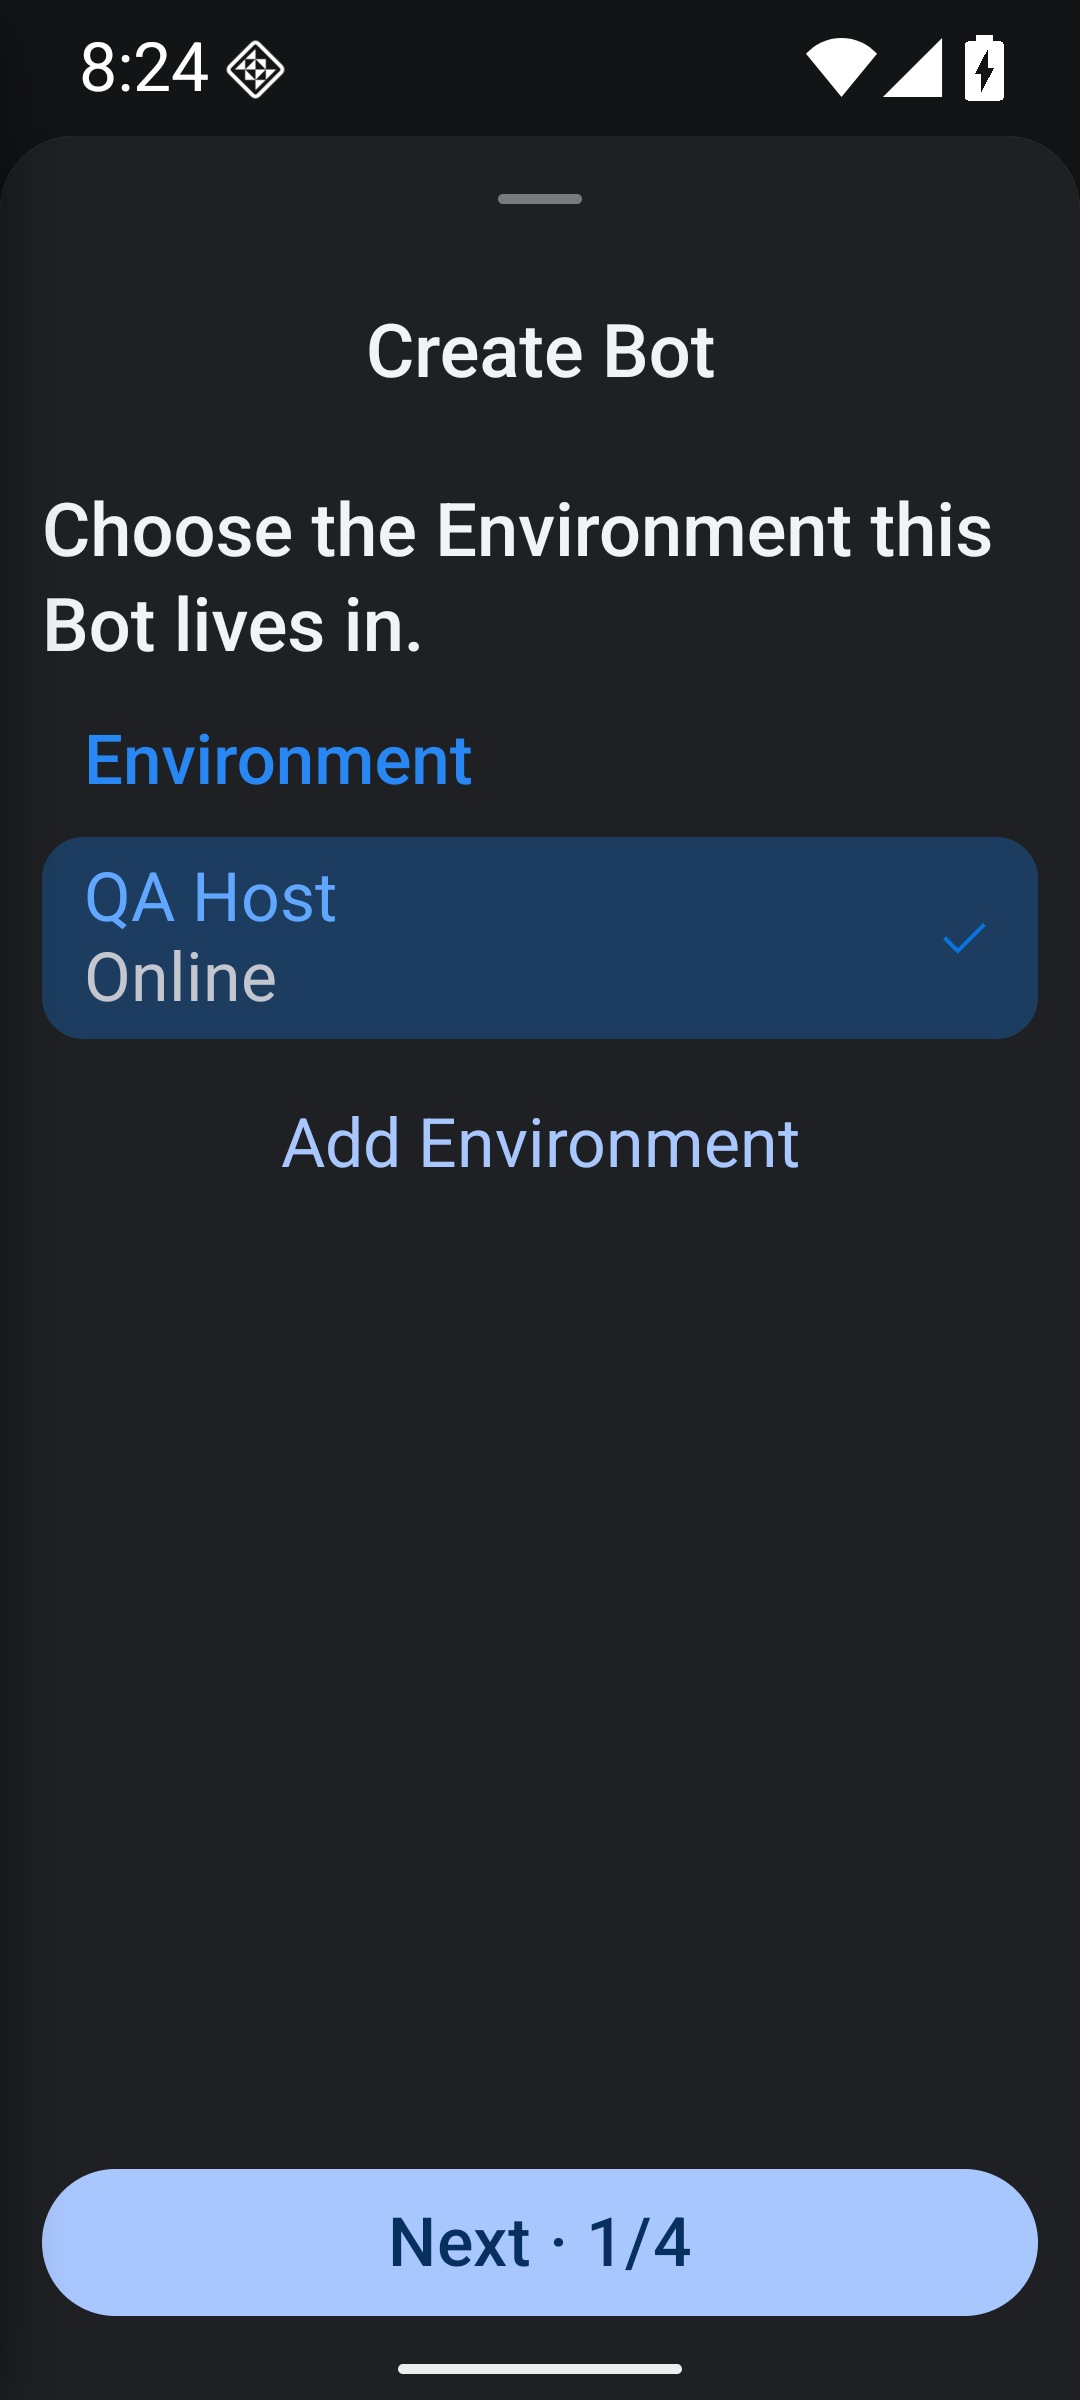 8:24
Create Bot
Choose the Environment this
Bot lives in.
Environment
QA Host
Online
Add Environment
Next · 1/4